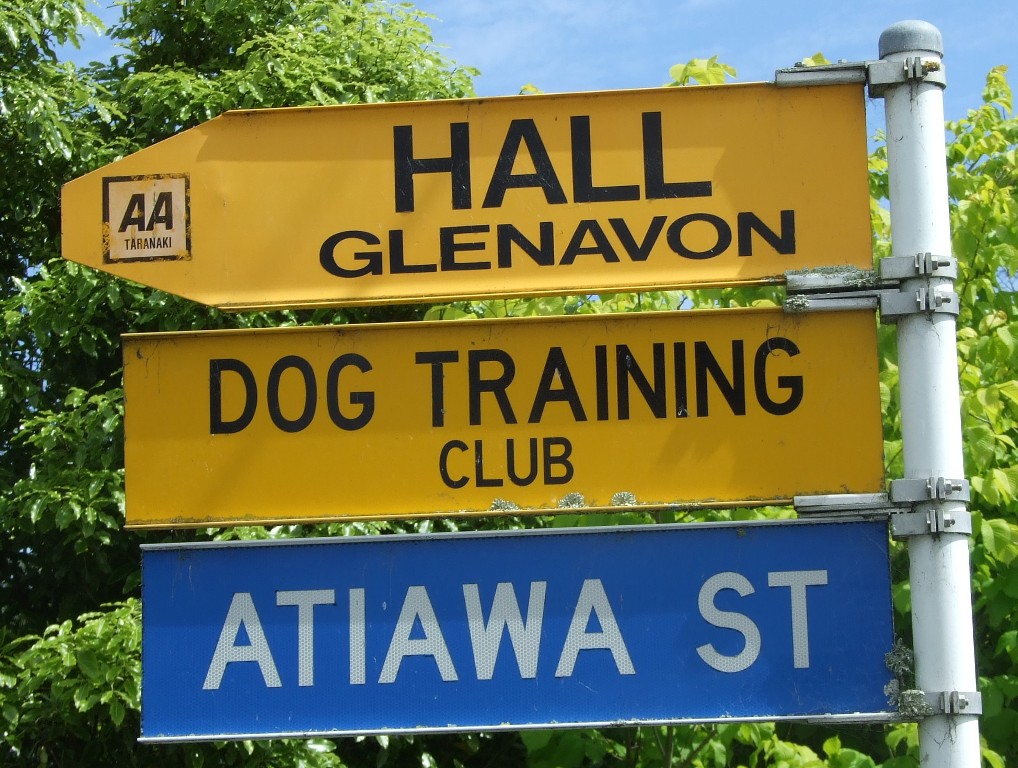 AA
TARANAKI
HALL
GLENAVON
DOG TRAINING
CLUB
ATIAWA ST